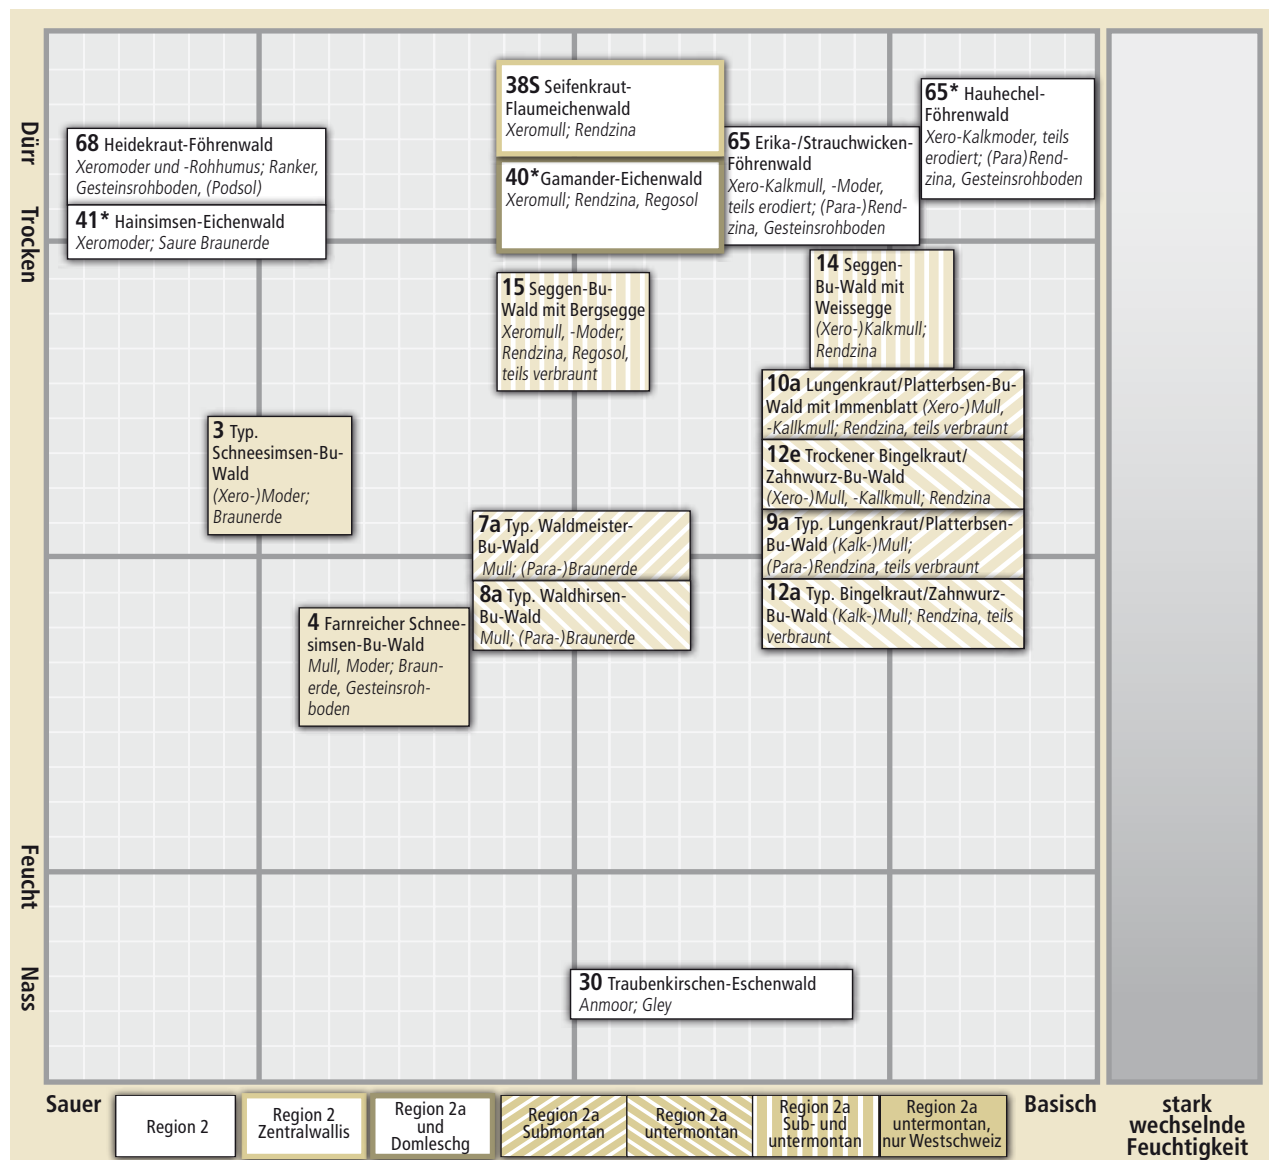 Dürr
Trocken
Feucht
Nass
38S Seifenkraut-
Flaumeichenwald
Xeromull; Rendzina
40*Gamander-Eichenwald
Xeromull; Rendzina, Regosol
65* Hauhechel-
Föhrenwald
Xero-Kalkmoder, teils
erodiert; (Para)Rend-
zina, Gesteinsrohboden
68 Heidekraut-Föhrenwald
Xeromoder und -Rohhumus; Ranker,
Gesteinsrohboden, (Podsol)
41* Hainsimsen-Eichenwald
Xeromoder; Saure Braunerde
65 Erika-/Strauchwicken-
Föhrenwald
Xero-Kalkmull, -Moder,
teils erodiert; (Para-)Rend-
zina, Gesteinsrohboden
15 Seggen-Bu-
Wald mit Bergsegge
Xeromull, -Moder;
Rendzina, Regosol,
teils verbraunt
14 Seggen-
Bu-Wald mit
Weissegge
(Xero-)Kalkmull;
Rendzina
10a Lungenkraut/Platterbsen-Bu-
Wald mit Immenblatt (Xero-)Mull,
-Kallkmull; Rendzina, teils verbraunt
12e Trockener Bingelkraut/
Zahnwurz-Bu-Wald
(Xero-)Mull, -Kallkmull; Rendzina
9a Typ. Lungenkraut/Platterbsen-
Bu-Wald (Kalk-)Mull;
(Para-)Rendzina, teils verbraunt
12a Typ. Bingelkraut/Zahnwurz-
Bu-Wald (Kalk-)Mull; Rendzina, teils
verbraunt
3 Typ.
Schneesimsen-Bu-
Wald
(Xero-)Moder;
Braunerde
7a Typ. Waldmeister-
Bu-Wald
Mull; (Para-)Braunerde
8a Typ. Waldhirsen-
Bu-Wald
Mull; (Para-)Braunerde
4 Farnreicher Schnee-
simsen-Bu-Wald
Mull, Moder; Braun-
erde, Gesteinsroh-
boden
30 Traubenkirschen-Eschenwald
Anmoor; Gley
Sauer
Region 2
Region 2
Zentralwallis
Region 2a
und
Domleschg
Region 2a
Submontan
Region 2a
untermontan
Region 2a
Sub- und
untermontan
Region 2a
untermontan,
nur Westschweiz
Basisch
stark
wechselnde
Feuchtigkeit